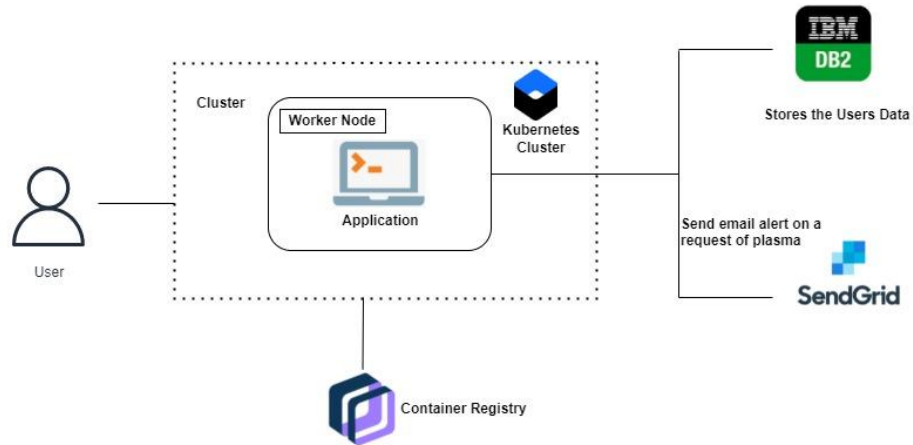 IBM
DB2
Stores the Users Data
Cluster
Worker Node
Kubernetes
Cluster
Application
User
Send email alert on a
request of plasma
SendGrid
Container Registry